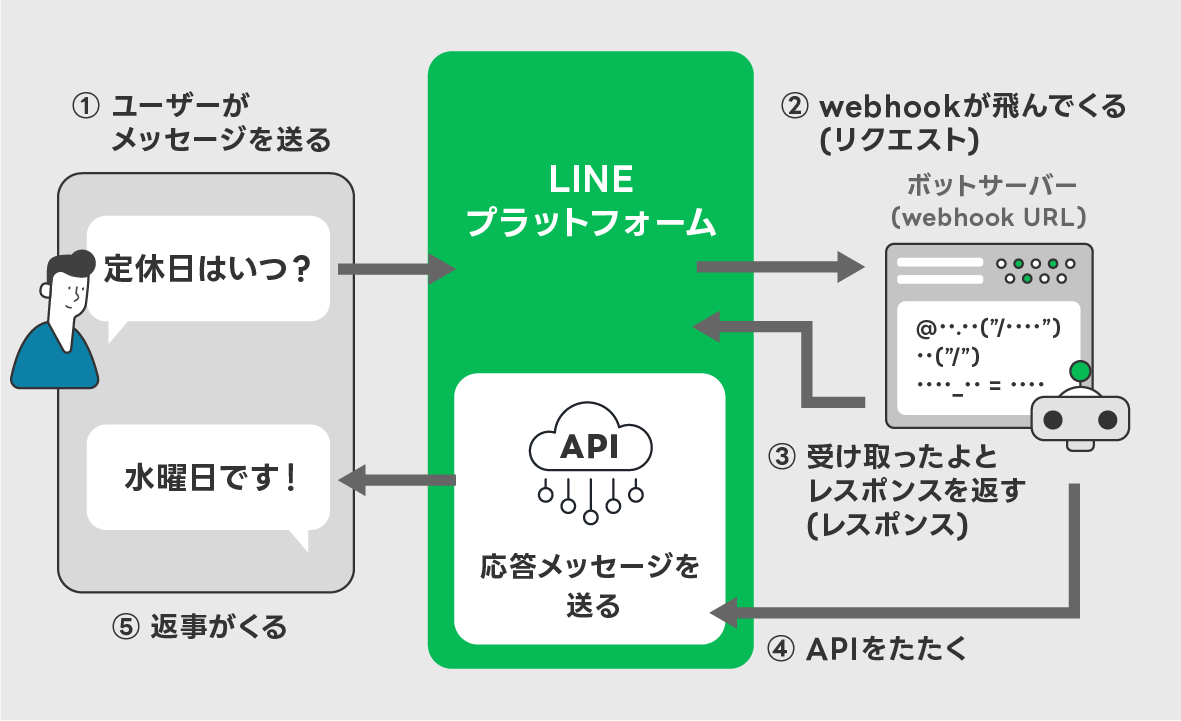 ① ユーザーが
メッセージを送る
定休日はいつ？
水曜日です！
⑤ 返事がくる
LINE
プラットフォーム
API
応答メッセージを
送る
② webhookが飛んでくる
(リクエスト)
ボットサーバー
(webhook URL)
@··.··("/····")
··("/")
····_·· = ····
③ 受け取ったよと
レスポンスを返す
(レスポンス)
④ APIをたたく